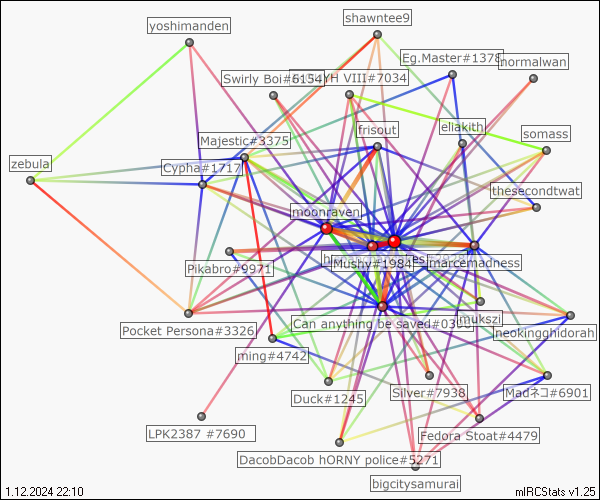 yoshimanden
shawntee9
Eg.Master#1378
normalwan
Swirly Boi#6154
VIII#7034
frisout
eliakith
somass
Majestic#3375
zebula
Cypha#1717
thesecondtwat
moonraven
Mushy#1984
marcemadness
Pikabro#9971
Can anything be saved#
mukszi
Pocket Persona#3326
neokingghidorah
ming#4742
Duck#1245
Silver#7938
Madネコ#6901
LPK2387 #7690
Fedora Stoat#4479
DacobDacob hORNY police#5271
bigcitysamurai
1.12.2024 22:10
mIRCStats v1.25